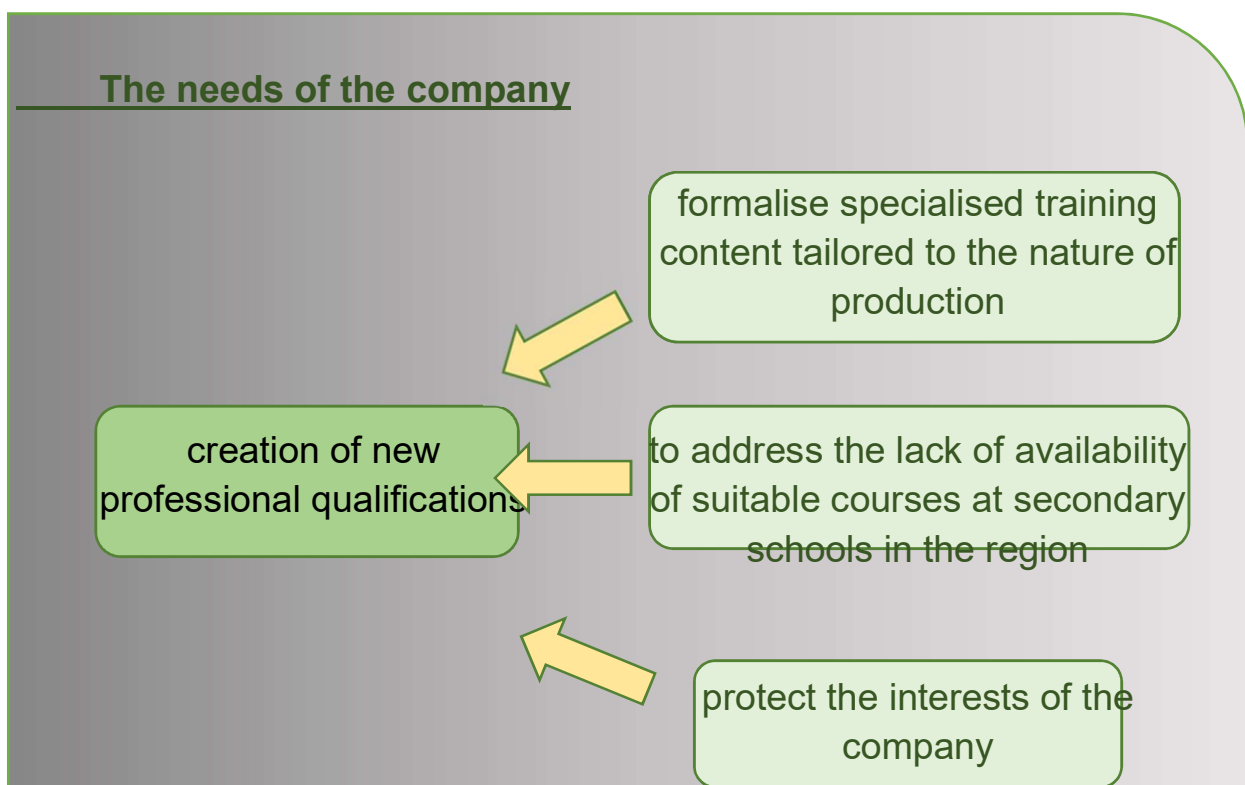 The needs of the company
formalise specialised training
content tailored to the nature of
production
creation of new
professional qualifications
to address the lack of availability
of suitable courses at secondary
schools in the region
protect the interests of the
company